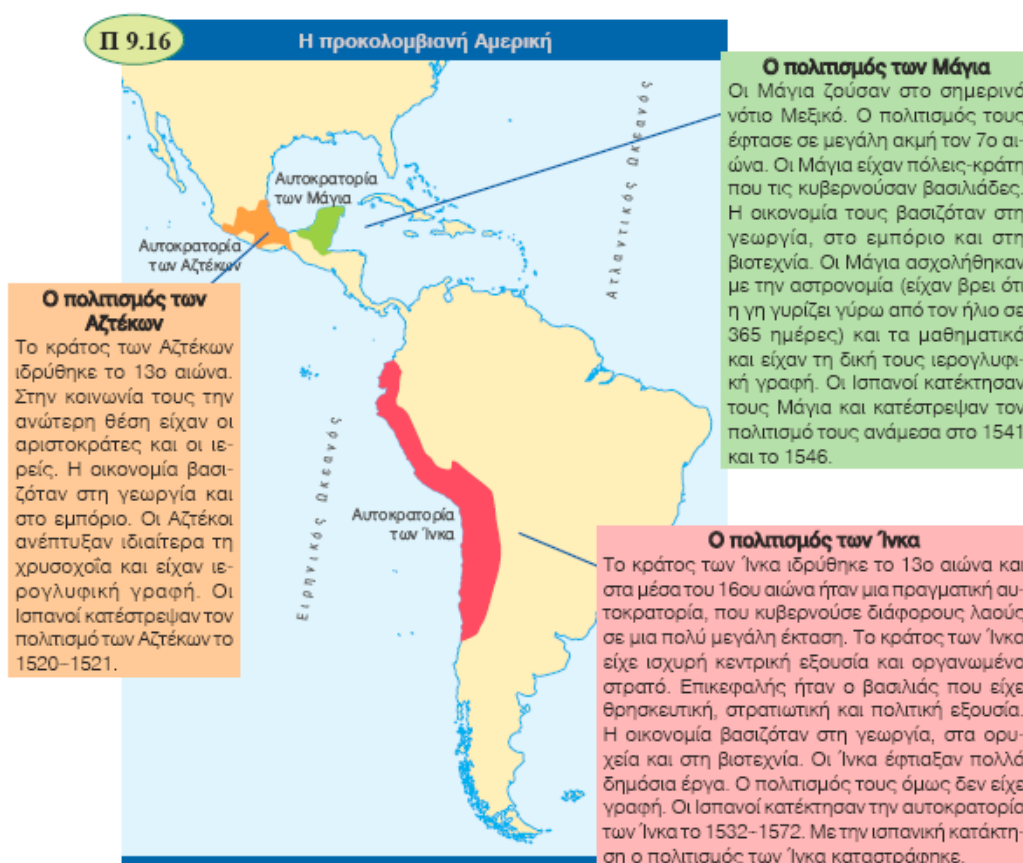 Π 9.16
Η προκολομβιανή Αμερική
Ο πολιτισμός των Μάγια
Οι Μάγια ζούσαν στο σημερινό
νότιο Μεξικό. Ο πολιτισμός τους
έφτασε σε μεγάλη ακμή τον 7ο αι-
ώνα. Οι Μάγια είχαν πόλεις-κράτη
που τις κυβερνούσαν βασιλιάδες.
Η οικονομία τους βασιζόταν στη
γεωργία, στο εμπόριο και στη
βιοτεχνία. Οι Μάγια ασχολήθηκαν
με την αστρονομία (είχαν βρει ότι
η γη γυρίζει γύρω από τον ήλιο σε
365 ημέρες) και τα μαθηματικά
και είχαν τη δική τους ιερογλυφι-
κή γραφή. Οι Ισπανοί κατέκτησαν
τους Μάγια και κατέστρεψαν τον
πολιτισμό τους ανάμεσα στο 1541
και το 1546.
Ατλαντικός Ωκεανός
Αυτοκρατορία
των Μάγια
Αυτοκρατορία
των Αζτέκων
Ο πολιτισμός των
Αζτέκων
Το κράτος των Αζτέκων
ιδρύθηκε το 13ο αιώνα.
Στην κοινωνία τους την
ανώτερη θέση είχαν οι
αριστοκράτες και οι ιε-
ρείς. Η οικονομία βασι-
ζόταν στη γεωργία και
στο εμπόριο. Οι Αζτέκοι
ανέπτυξαν ιδιαίτερα τη
χρυσοχοΐα και είχαν ιε-
ρογλυφική γραφή. Οι
Ισπανοί κατέστρεψαν τον
πολιτισμό των Αζτέκων το
1520–1521.
Ειρηνικός Ωκεανός
Αυτοκρατορία
των Ίνκα
Ο πολιτισμός των Ίνκα
Το κράτος των Ίνκα ιδρύθηκε το 13ο αιώνα και
στα μέσα του 16ου αιώνα ήταν μια πραγματική αυ-
τοκρατορία, που κυβερνούσε διάφορους λαούς
σε μια πολύ μεγάλη έκταση. Το κράτος των Ίνκα
είχε ισχυρή κεντρική εξουσία και οργανωμένο
στρατό. Επικεφαλής ήταν ο βασιλιάς που είχε
θρησκευτική, στρατιωτική και πολιτική εξουσία.
Η οικονομία βασιζόταν στη γεωργία, στα ορυ-
χεία και στη βιοτεχνία. Οι Ίνκα έφτιαξαν πολλά
δημόσια έργα. Ο πολιτισμός τους όμως δεν είχε
γραφή. Οι Ισπανοί κατέκτησαν την αυτοκρατορία
των Ίνκα το 1532–1572. Με την ισπανική κατάκτη-
ση ο πολιτισμός των Ίνκα καταστράφηκε.